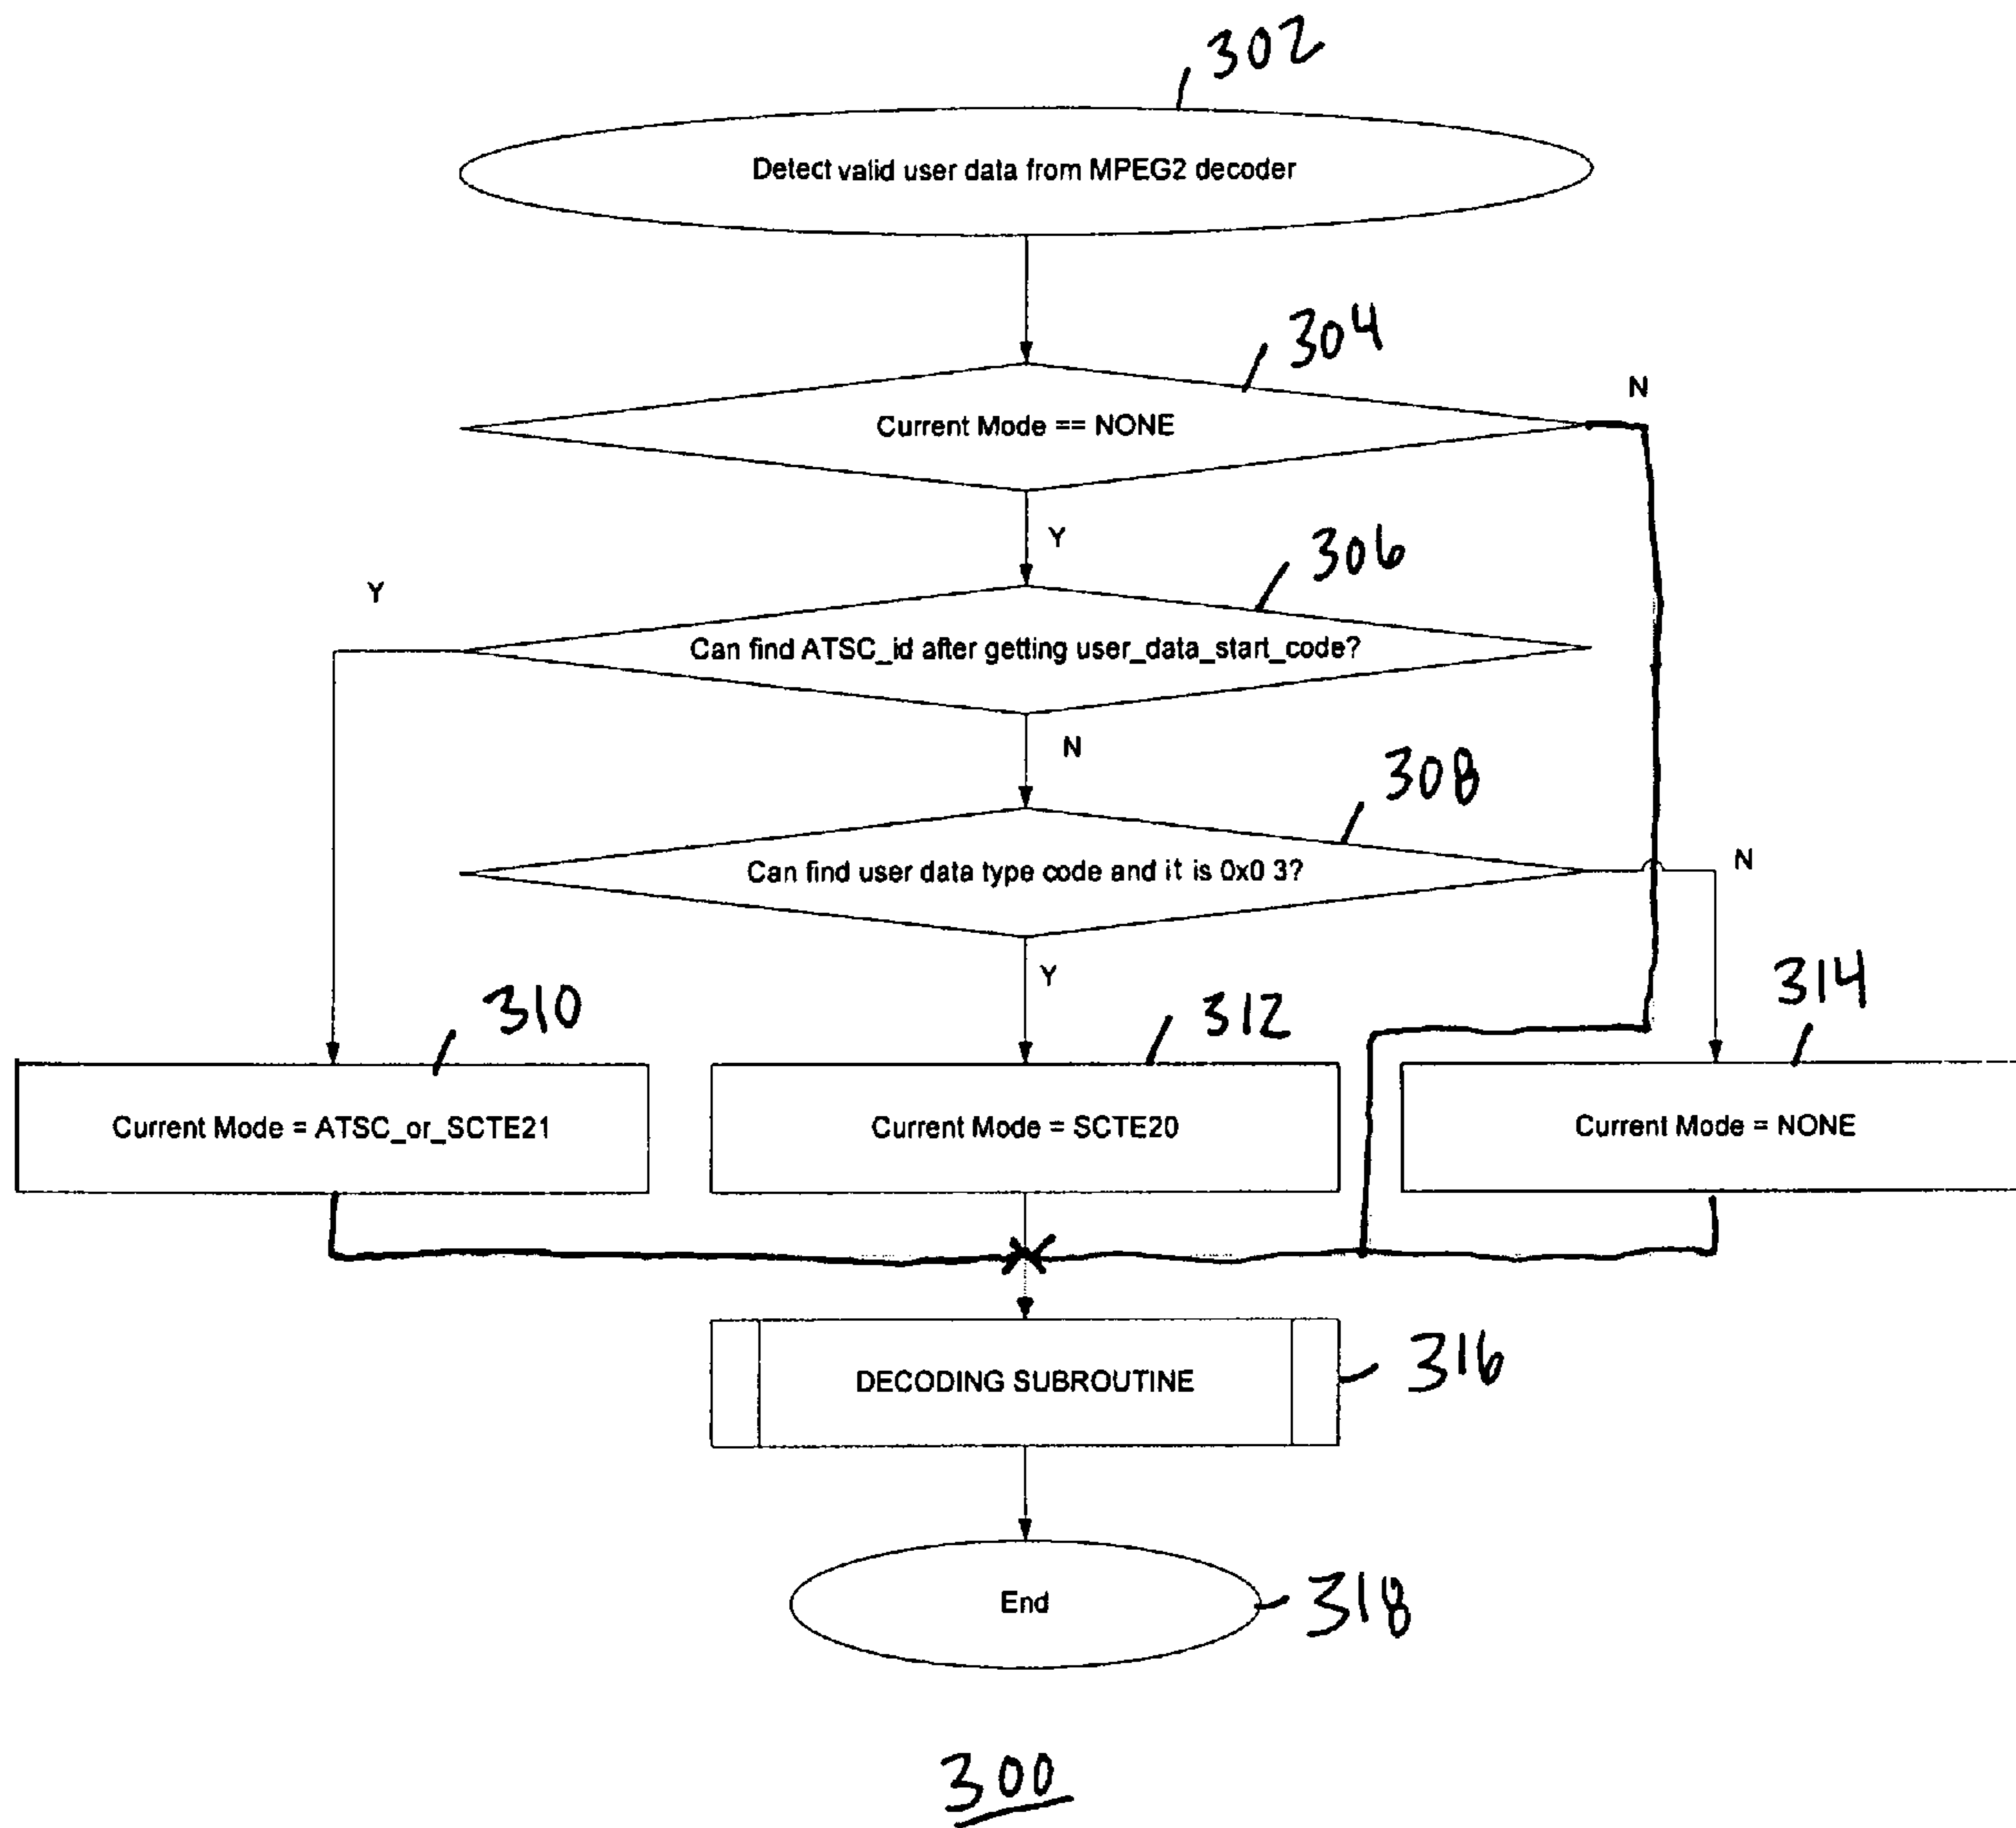 302
Detect valid user data from MPEG2 decoder
304
N
Current Mode == NONE
Y
306
Y
Can find ATSC_id after getting user_data_start_code?
N
308
N
Can find user data type code and it is 0x0 3?
Y
310
312
314
Current Mode = ATSC_or_SCTE21
Current Mode = SCTE20
Current Mode = NONE
DECODING SUBROUTINE
316
End
318
300